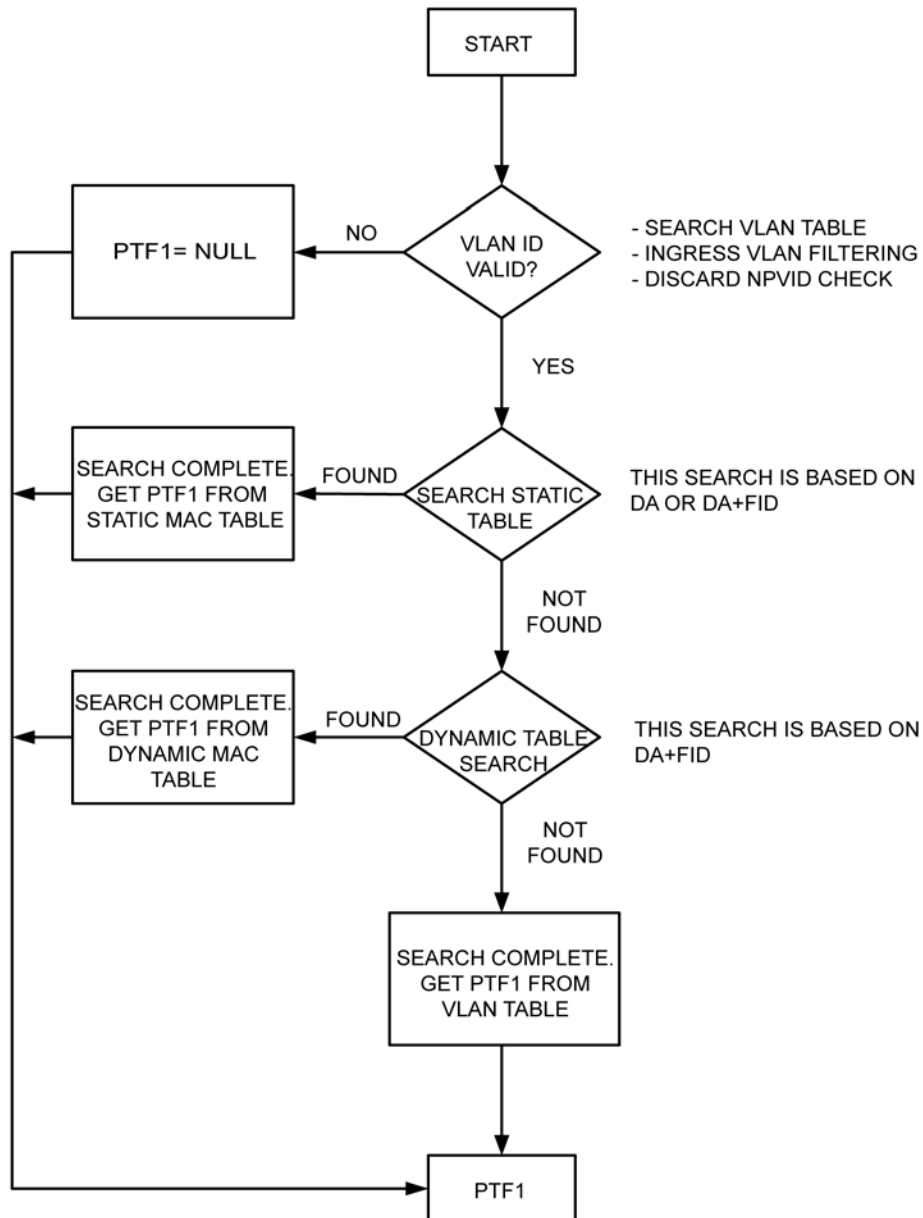 START
VLAN ID
VALID?
NO
PTF1= NULL
- SEARCH VLAN TABLE
- INGRESS VLAN FILTERING
- DISCARD NPVID CHECK
YES
SEARCH STATIC
TABLE
FOUND
SEARCH COMPLETE.
GET PTF1 FROM
STATIC MAC TABLE
THIS SEARCH IS BASED ON
DA OR DA+FID
NOT
FOUND
DYNAMIC TABLE
SEARCH
FOUND
SEARCH COMPLETE.
GET PTF1 FROM
DYNAMIC MAC
TABLE
THIS SEARCH IS BASED ON
DA+FID
NOT
FOUND
SEARCH COMPLETE.
GET PTF1 FROM
VLAN TABLE
PTF1